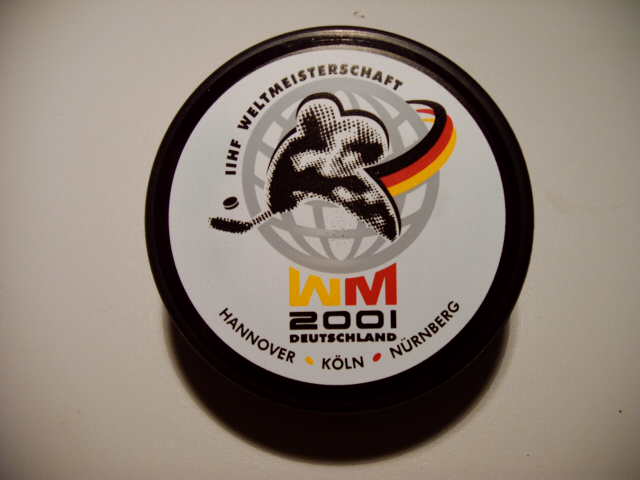 IIHF WELTMEISTERSCHAFT
WM
2001
DEUTSCHLAND
HANNOVER • KÖLN • NÜRNBERG